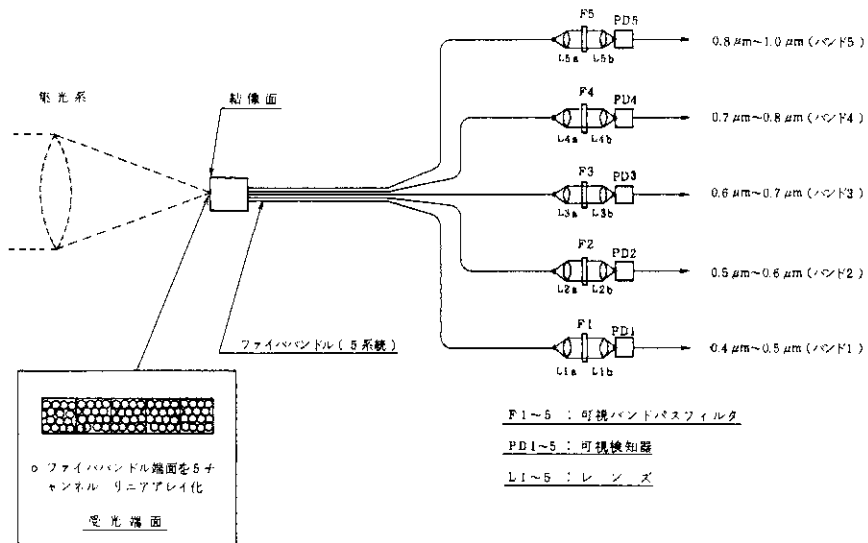 F5
PD5
L5a
L5b
0.8 μm~1.0 μm (バンド5)
集光系
結像面
F4
PD4
L4a
L4b
0.7 μm~0.8 μm (バンド4)
F3
PD3
L3a
L3b
0.6 μm~0.7 μm (バンド3)
F2
PD2
L2a
L2b
0.5 μm~0.6 μm (バンド2)
ファイババンドル(5系統)
F1
PD1
L1a
L1b
0.4 μm~0.5 μm (バンド1)
○ ファイババンドル端面を5チ
ャンネル リニアアレイ化
受光端面
F1~5 : 可視バンドパスフィルタ
PD1~5 : 可視検知器
L1~5 : レンズ